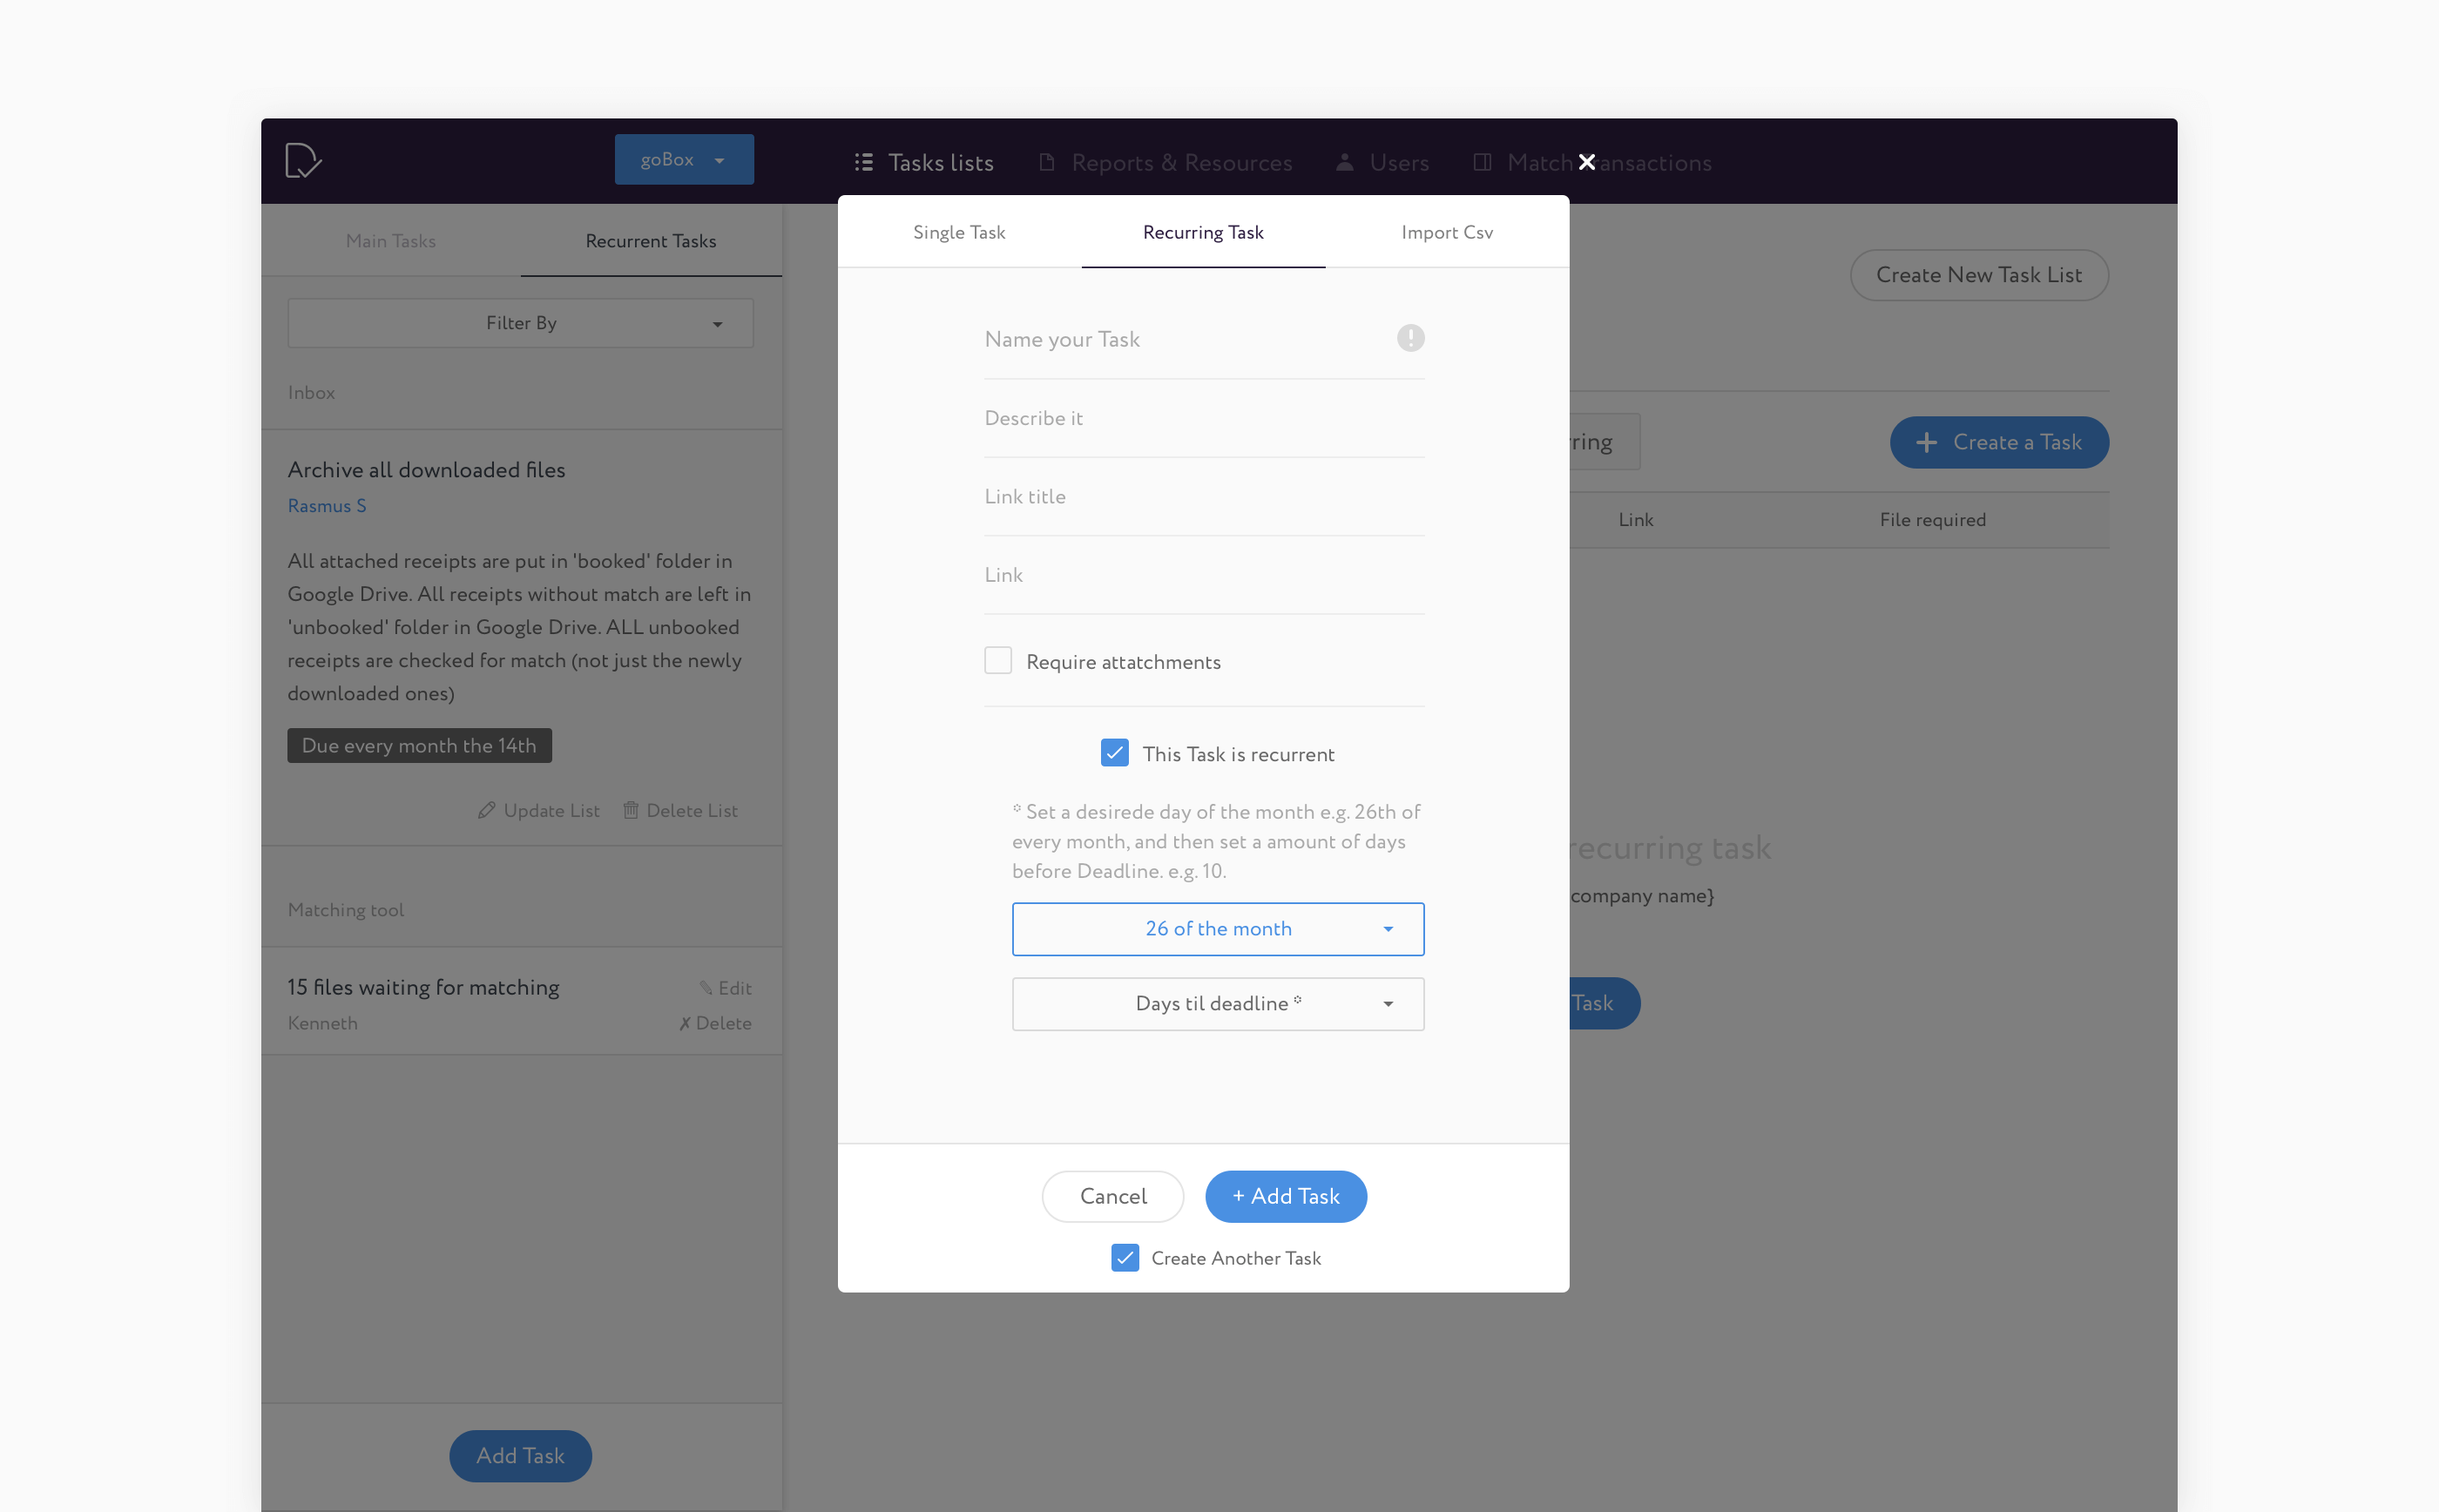 goBox
Tasks lists
Reports & Resources
Users
Match
ansactions
Main Tasks
Recurrent Tasks
Filter By
Inbox
Archive all downloaded files
Rasmus S
All attached receipts are put in 'booked' folder in
Google Drive. All receipts without match are left in
'unbooked' folder in Google Drive. ALL unbooked
receipts are checked for match (not just the newly
downloaded ones)
Due every month the 14th
Update List
Delete List
Matching tool
15 files waiting for matching
Edit
Kenneth
✗ Delete
Add Task
Single Task
Recurring Task
Import Csv
Name your Task
Describe it
Link title
Link
Require attatchments
This Task is recurrent
* Set a desirede day of the month e.g. 26th of
every month, and then set a amount of days
before Deadline. e.g. 10.
26 of the month
Days til deadline *
Cancel
+ Add Task
Create Another Task
Create New Task List
rring
+ Create a Task
Link
File required
recurring task
company name}
Task